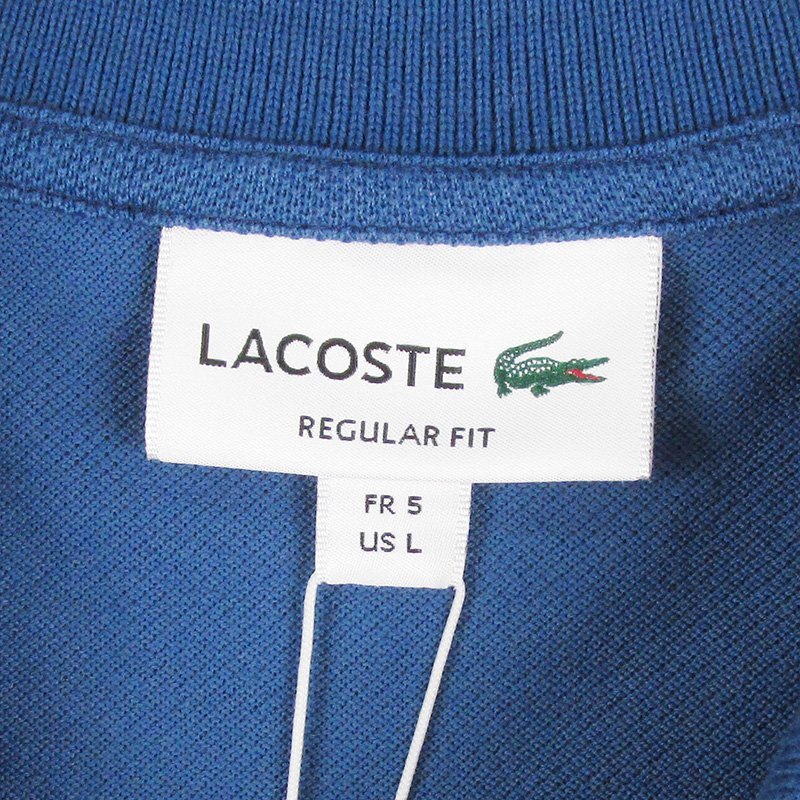 LACOSTE
REGULAR FIT
FR 5
US L